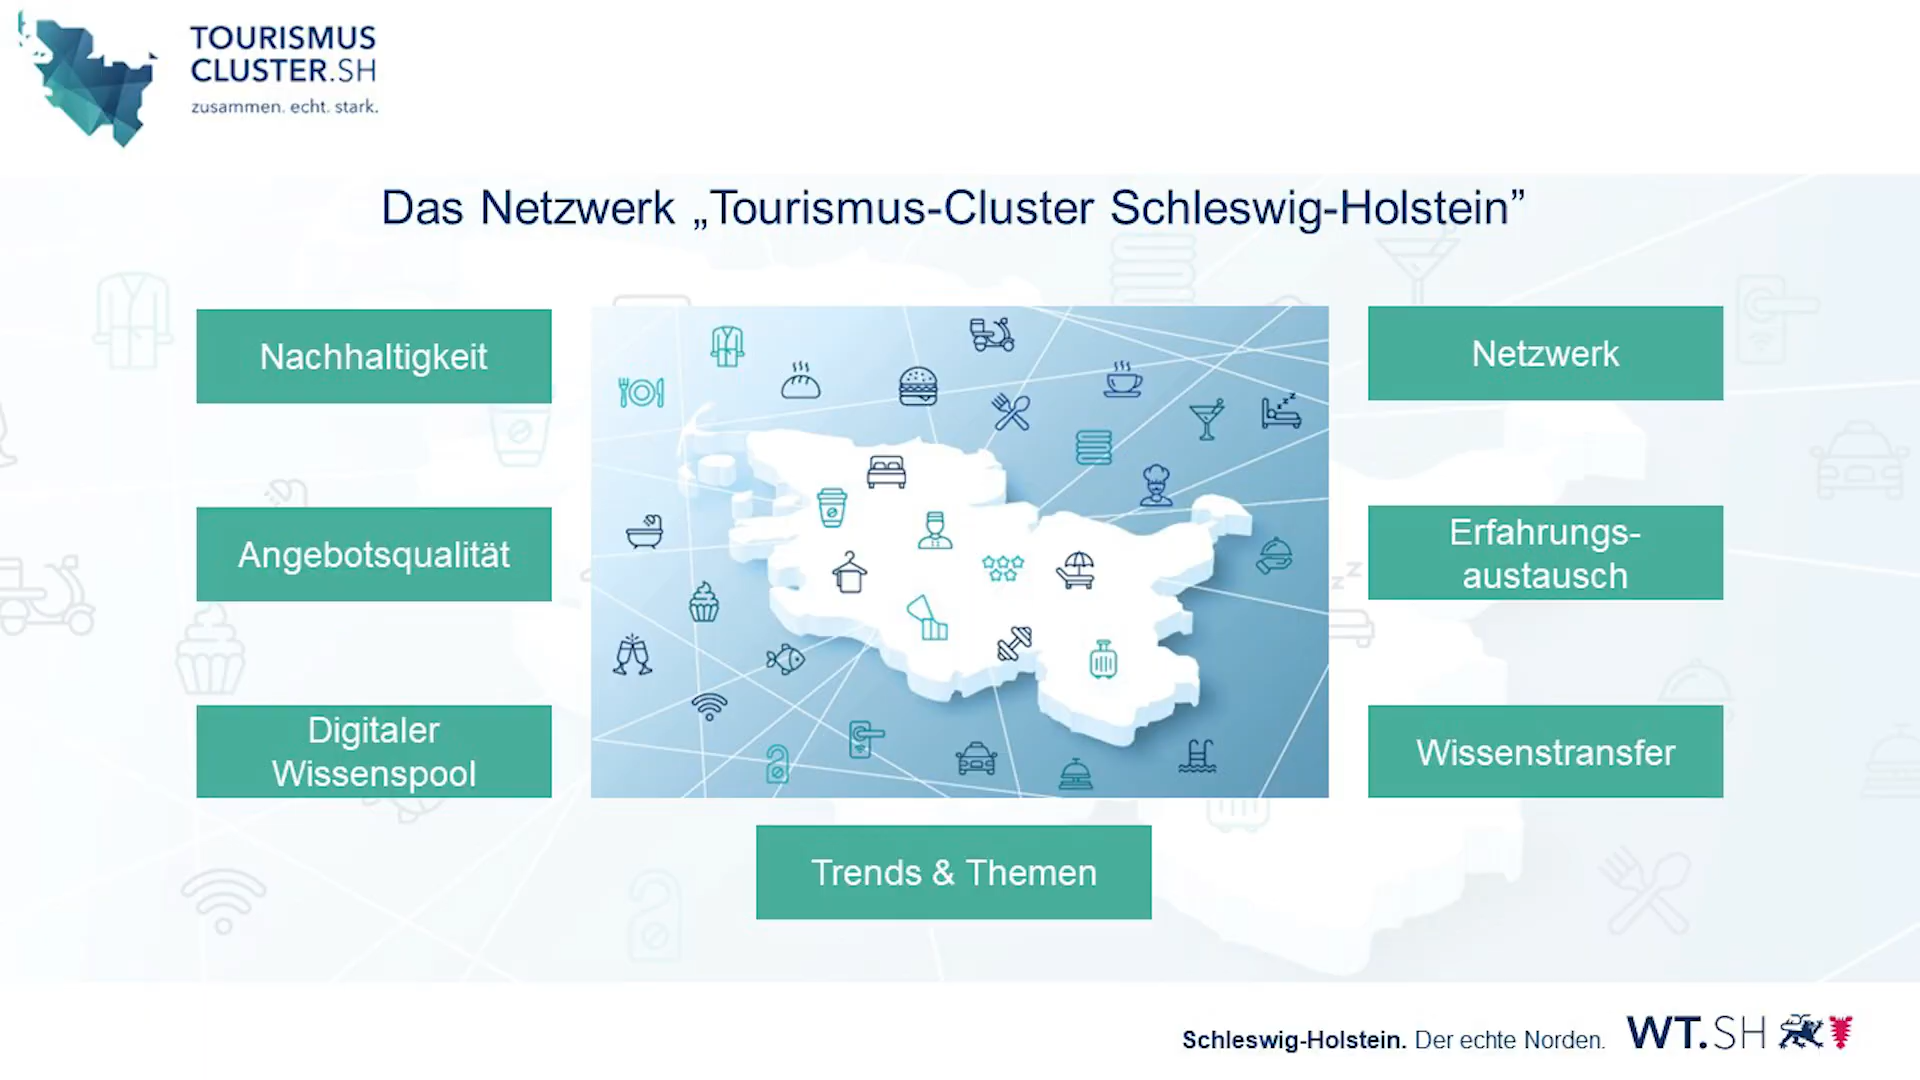 TOURISMUS
CLUSTER.SH
zusammen. echt. stark.
Das Netzwerk „Tourismus-Cluster Schleswig-Holstein”
Nachhaltigkeit
Angebotsqualität
Digitaler
Wissenspool
Netzwerk
Erfahrungs-
austausch
Wissenstransfer
Trends & Themen
Schleswig-Holstein. Der echte Norden.
WT.SH